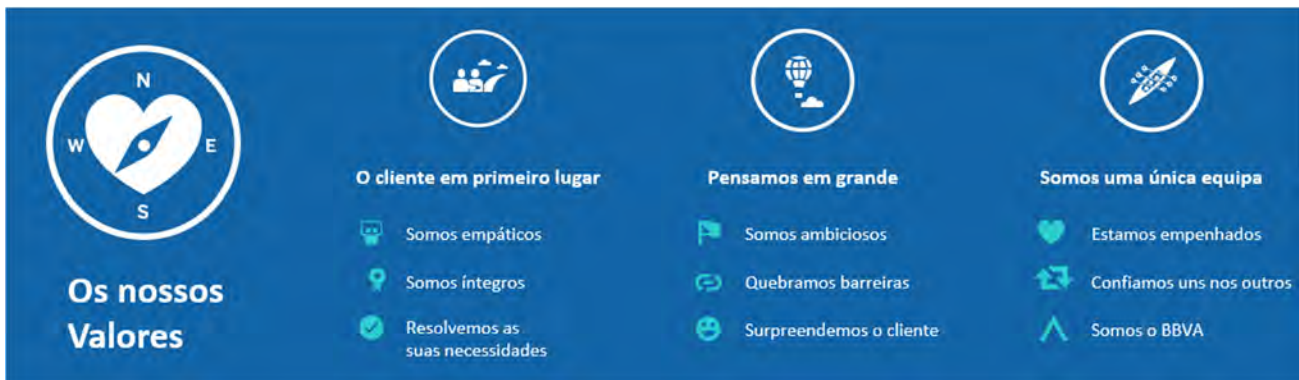 N
W
E
S
Os nossos
Valores
O cliente em primeiro lugar
Somos empáticos
Somos íntegros
Resolvemos as
suas necessidades
Pensamos em grande
Somos ambiciosos
Quebramos barreiras
Surpreendemos o cliente
Somos uma única equipa
Estamos empenhados
Confiamos uns nos outros
Somos o BBVA